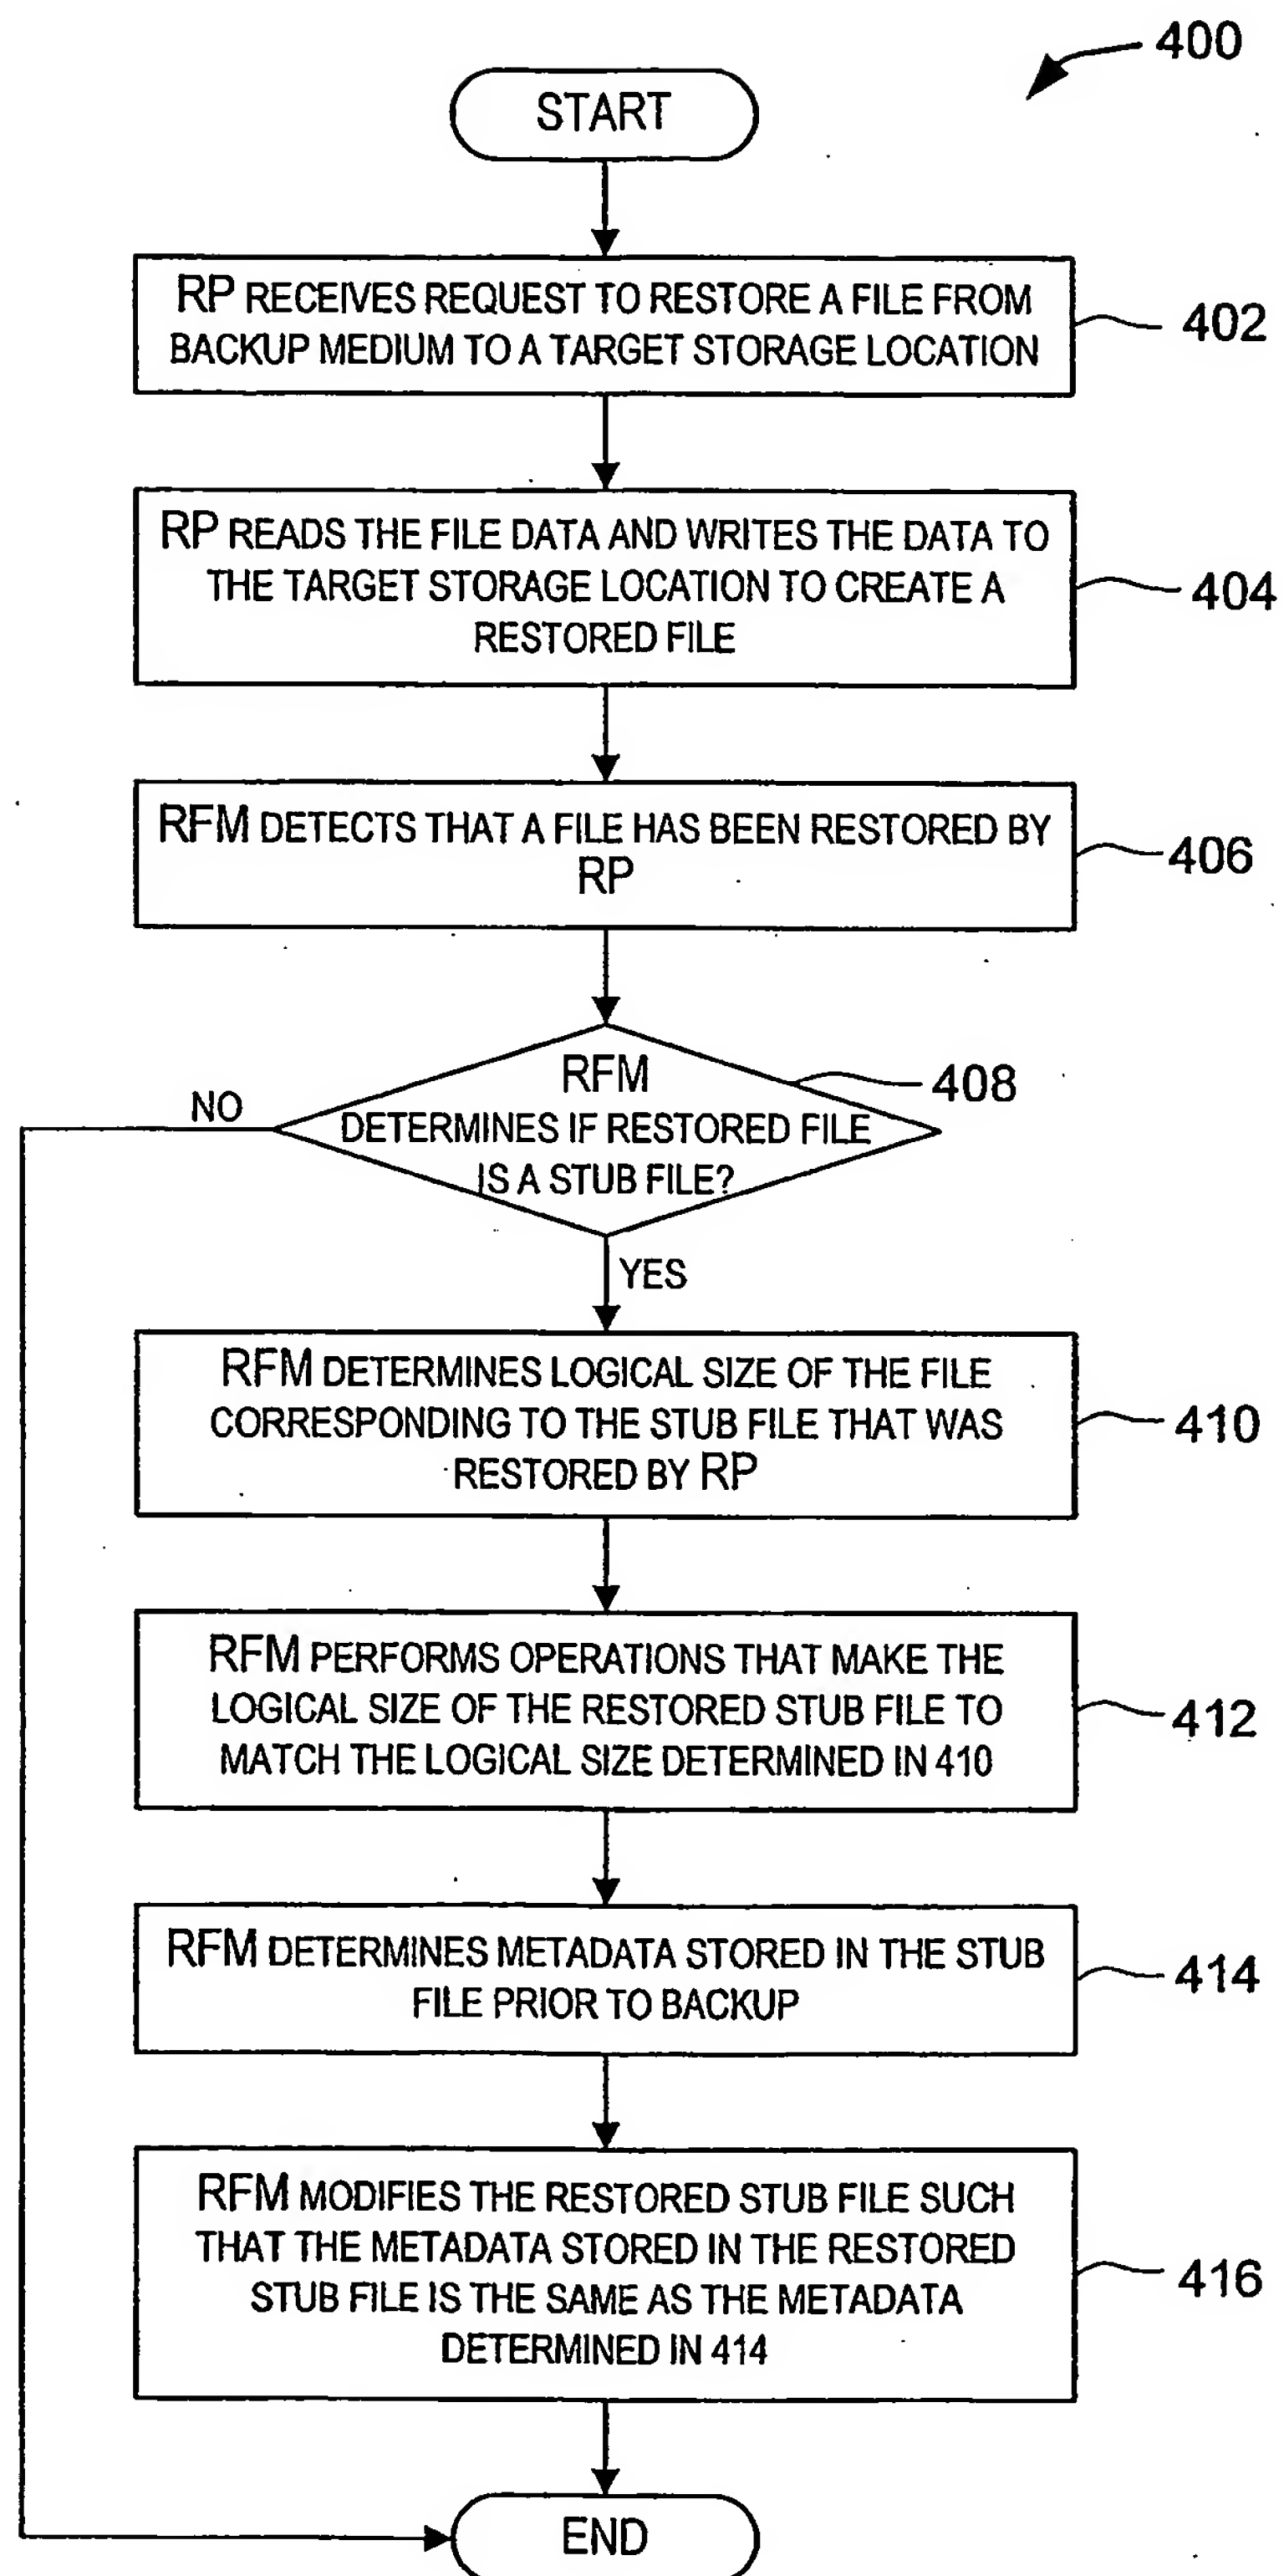 400
START
RP RECEIVES REQUEST TO RESTORE A FILE FROM
BACKUP MEDIUM TO A TARGET STORAGE LOCATION
402
RP READS THE FILE DATA AND WRITES THE DATA TO
THE TARGET STORAGE LOCATION TO CREATE A
RESTORED FILE
404
RFM DETECTS THAT A FILE HAS BEEN RESTORED BY
RP
406
RFM
DETERMINES IF RESTORED FILE
IS A STUB FILE?
408
NO
YES
RFM DETERMINES LOGICAL SIZE OF THE FILE
CORRESPONDING TO THE STUB FILE THAT WAS
RESTORED BY RP
410
RFM PERFORMS OPERATIONS THAT MAKE THE
LOGICAL SIZE OF THE RESTORED STUB FILE TO
MATCH THE LOGICAL SIZE DETERMINED IN 410
412
RFM DETERMINES METADATA STORED IN THE STUB
FILE PRIOR TO BACKUP
414
RFM MODIFIES THE RESTORED STUB FILE SUCH
THAT THE METADATA STORED IN THE RESTORED
STUB FILE IS THE SAME AS THE METADATA
DETERMINED IN 414
416
END